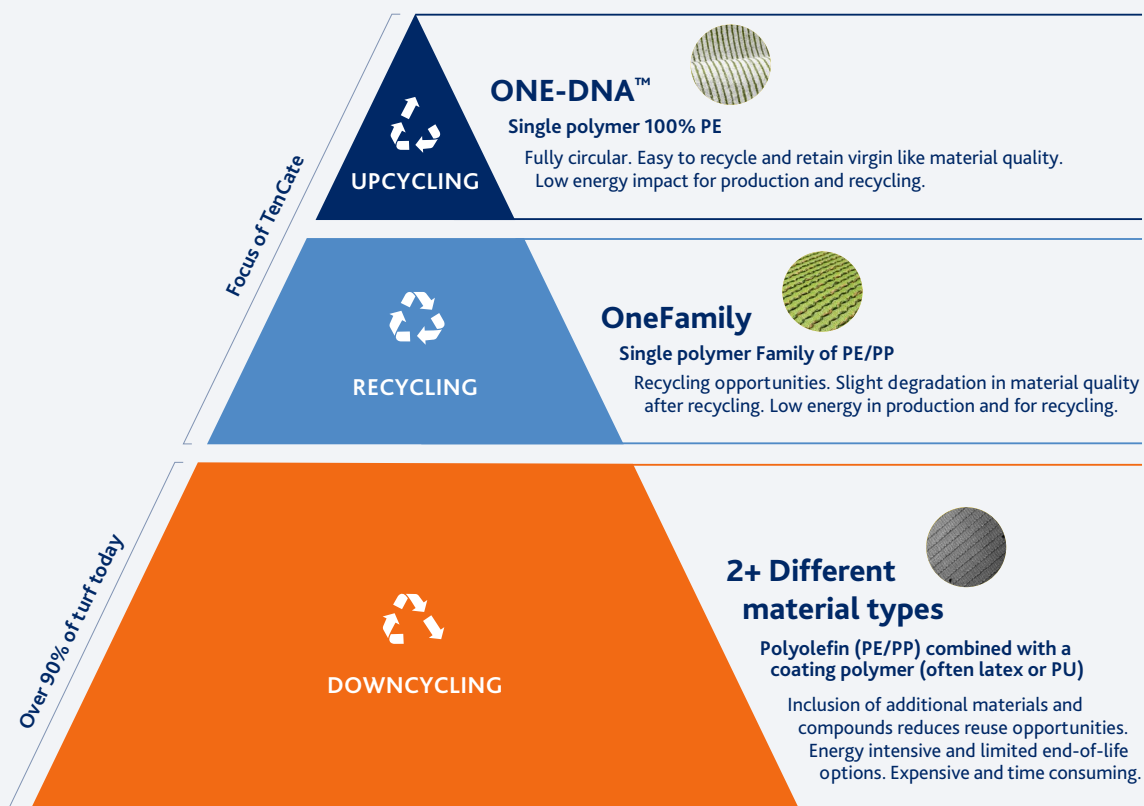 ONE-DNA™
Single polymer 100% PE
Fully circular. Easy to recycle and retain virgin like material quality.
Low energy impact for production and recycling.
UPCYCLING
Focus of TenCate
OneFamily
Single polymer Family of PE/PP
Recycling opportunities. Slight degradation in material quality
after recycling. Low energy in production and for recycling.
RECYCLING
2+ Different
material types
Polyolefin (PE/PP) combined with a
coating polymer (often latex or PU)
Inclusion of additional materials and
compounds reduces reuse opportunities.
Energy intensive and limited end-of-life
options. Expensive and time consuming.
DOWNCYCLING
Over 90% of turf today